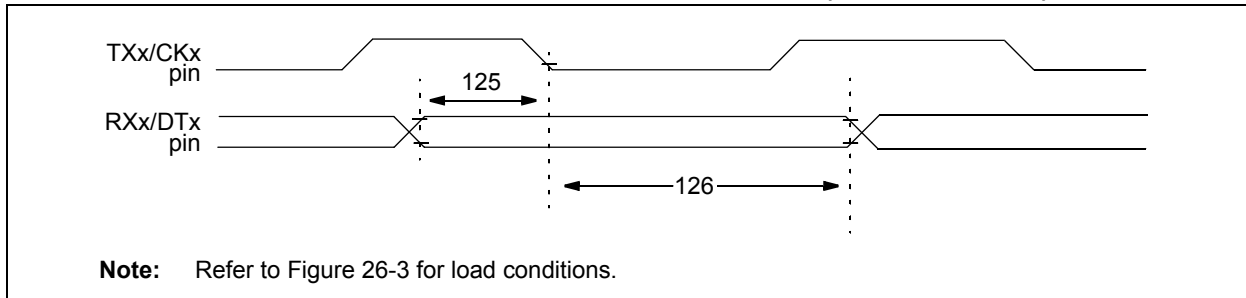 TXx/CKx
pin
125
RXx/DTx
pin
126
Note: Refer to Figure 26-3 for load conditions.